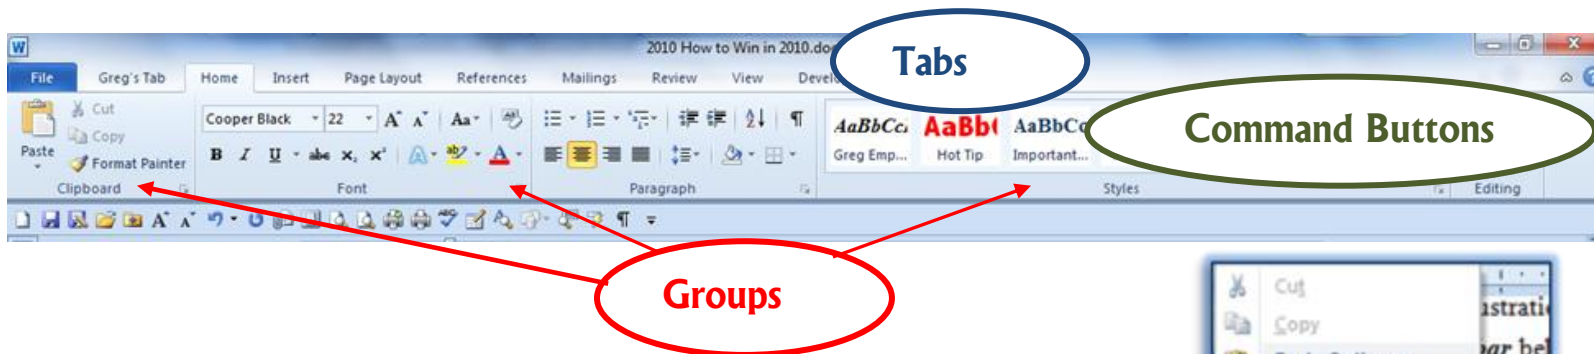 2010 How to Win in 2010.do
Tabs
File Greg's Tab Home Insert Page Layout References Mailings Review View
Cut
Copy
Paste
Format Painter
Clipboard
Cooper Black 22
Font
Paragraph
AaBbCc AaBb AaBbCc
Greg Emp... Hot Tip Important...
Styles
Command Buttons
Editing
Groups
Cut
Copy